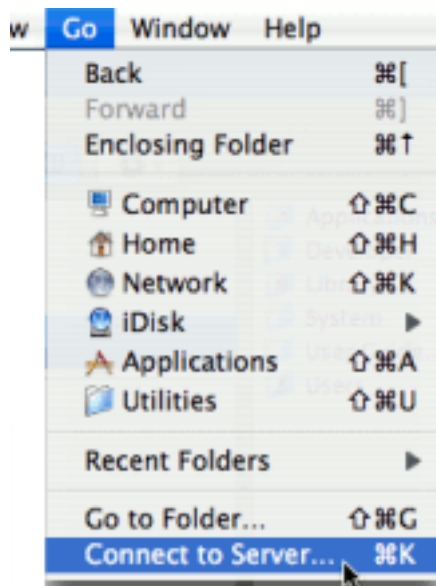 w Go Window Help
Back ⌘[
Forward ⌘]
Enclosing Folder ⌘↑
Computer ⇧⌘C
Home ⇧⌘H
Network ⇧⌘K
iDisk ▶
Applications ⇧⌘A
Utilities ⇧⌘U
Recent Folders ▶
Go to Folder... ⇧⌘G
Connect to Server... ⌘K